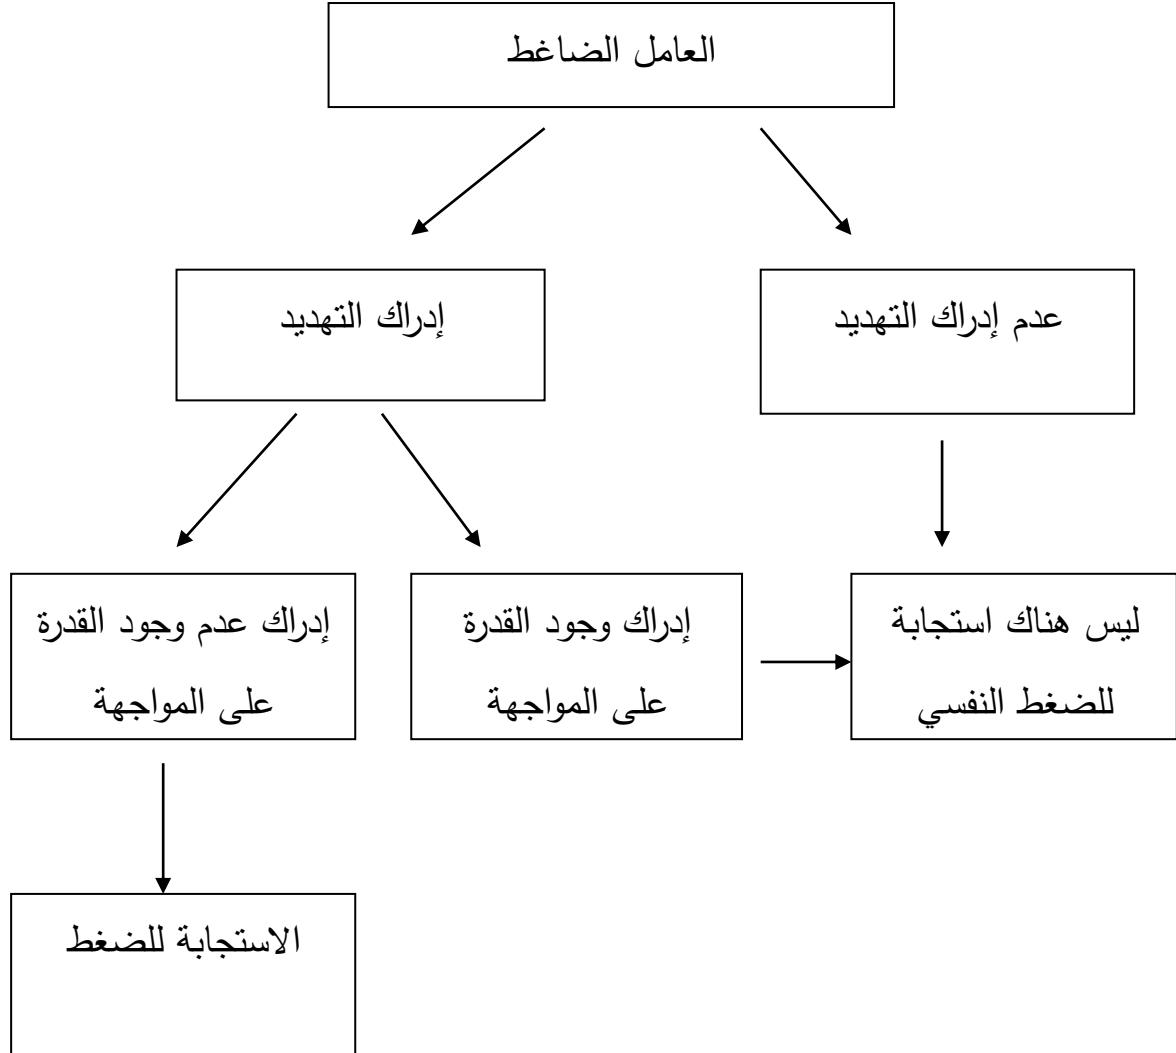 العامل الضاغط
عدم إدراك التهديد
إدراك التهديد
ليس هناك استجابة
للضغط النفسي
إدراك وجود القدرة
على المواجهة
إدراك عدم وجود القدرة
على المواجهة
الاستجابة للضغط